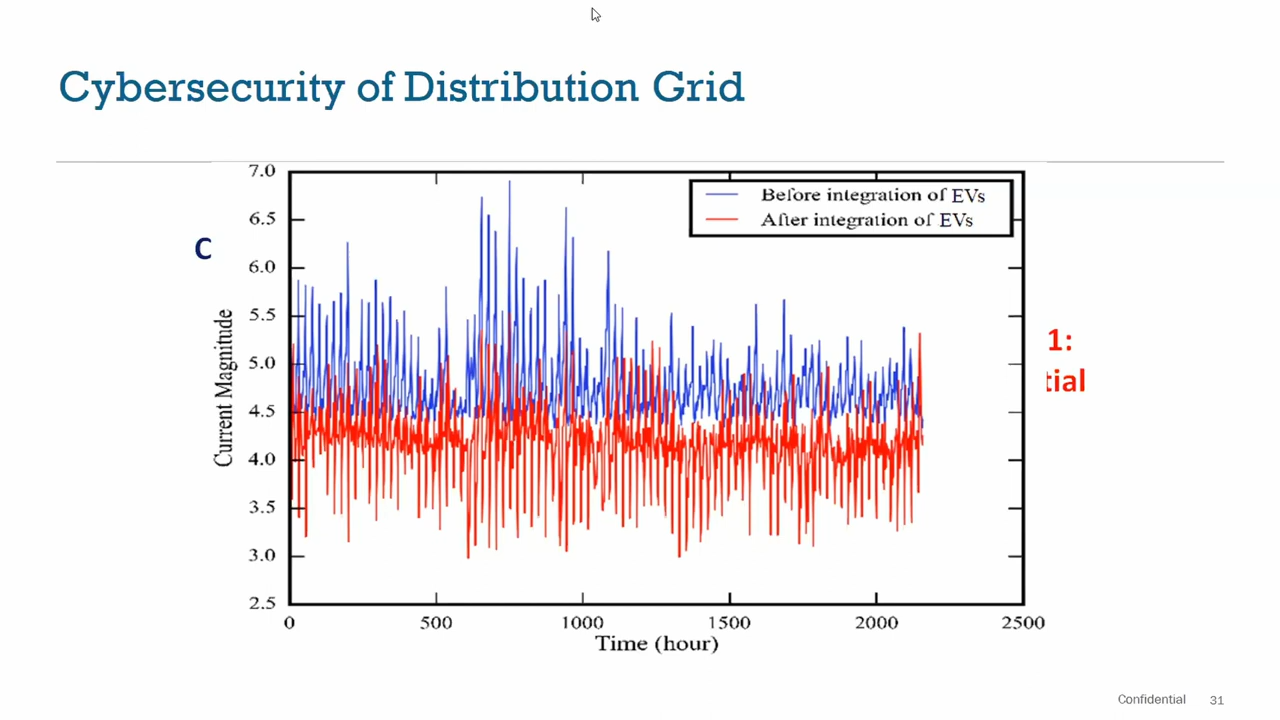 Cybersecurity of Distribution Grid
C
1:
tial
7.0
6.5
6.0
5.5
5.0
4.5
4.0
3.5
3.0
2.5
Current Magnitude
Before integration of EVs
After integration of EVs
0 500 1000 1500 2000 2500
Time (hour)
Confidential 31